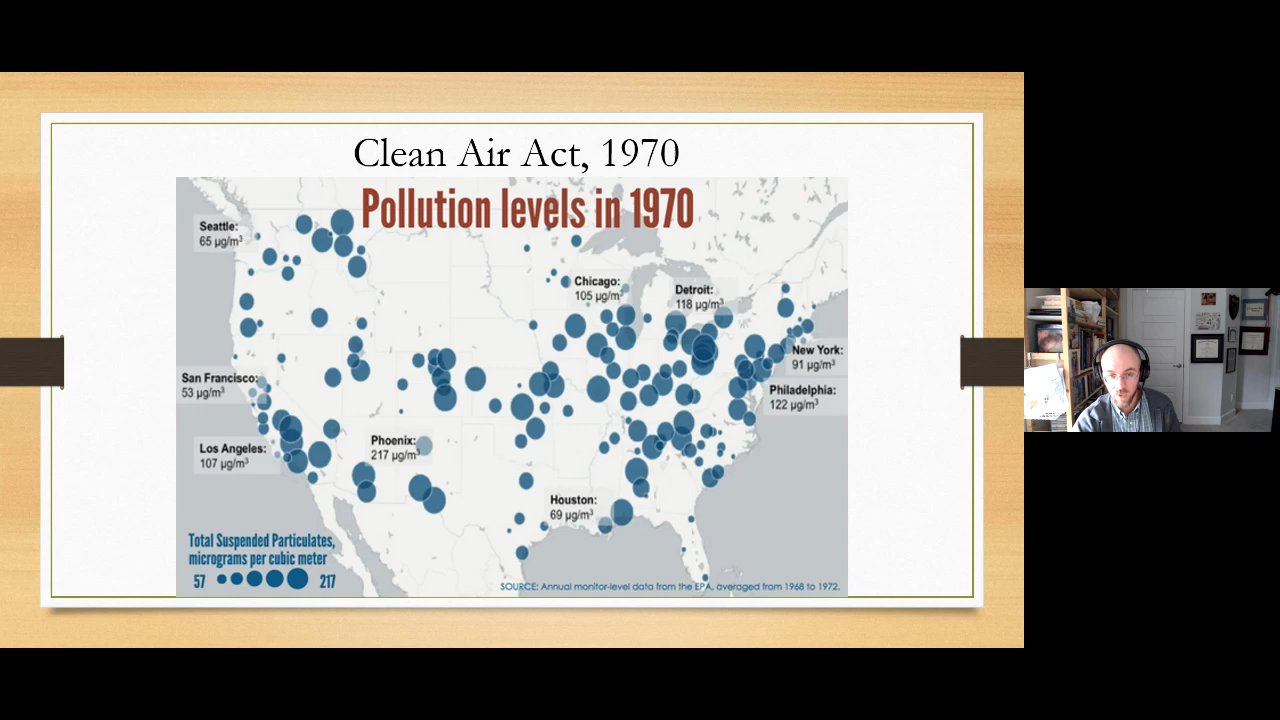 Clean Air Act, 1970
Pollution levels in 1970
Seattle:
65 µg/m³
Chicago:
105 µg/m³
Detroit:
118 µg/m³
New York:
91 µg/m³
San Francisco:
53 µg/m³
Philadelphia:
122 µg/m³
Los Angeles:
107 µg/m³
Phoenix:
217 µg/m³
Houston:
69 µg/m³
Total Suspended Particulates,
micrograms per cubic meter
57 217
SOURCE: Annual monitor-level data from the EPA, averaged from 1968 to 1972.